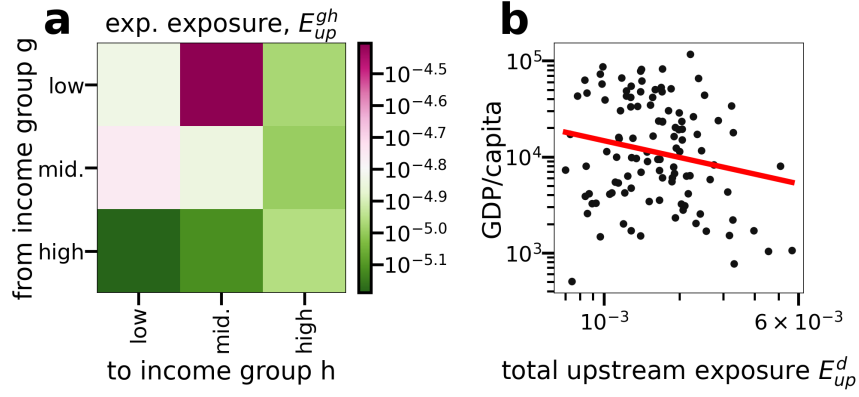 a
exp. exposure, E_up^gh
from income group g
low
mid.
high
low
mid.
high
to income group h
10^−4.5
10^−4.6
10^−4.7
10^−4.8
10^−4.9
10^−5.0
10^−5.1
b
GDP/capita
10^5
10^4
10^3
10^−3
6 × 10^−3
total upstream exposure E_up^d